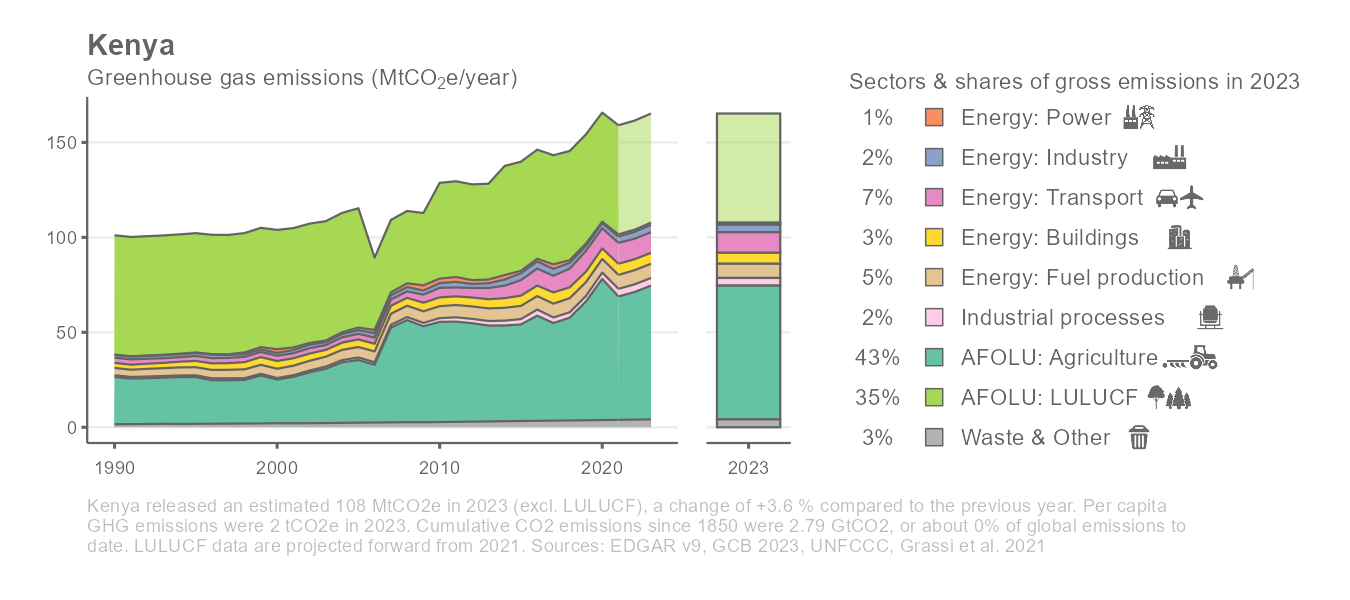 Kenya
Greenhouse gas emissions (MtCO₂e/year)
150
100
50
0
1990
2000
2010
2020
2023
Sectors & shares of gross emissions in 2023
1% Energy: Power
2% Energy: Industry
7% Energy: Transport
3% Energy: Buildings
5% Energy: Fuel production
2% Industrial processes
43% AFOLU: Agriculture
35% AFOLU: LULUCF
3% Waste & Other
Kenya released an estimated 108 MtCO2e in 2023 (excl. LULUCF), a change of +3.6 % compared to the previous year. Per capita
GHG emissions were 2 tCO2e in 2023. Cumulative CO2 emissions since 1850 were 2.79 GtCO2, or about 0% of global emissions to
date. LULUCF data are projected forward from 2021. Sources: EDGAR v9, GCB 2023, UNFCCC, Grassi et al. 2021